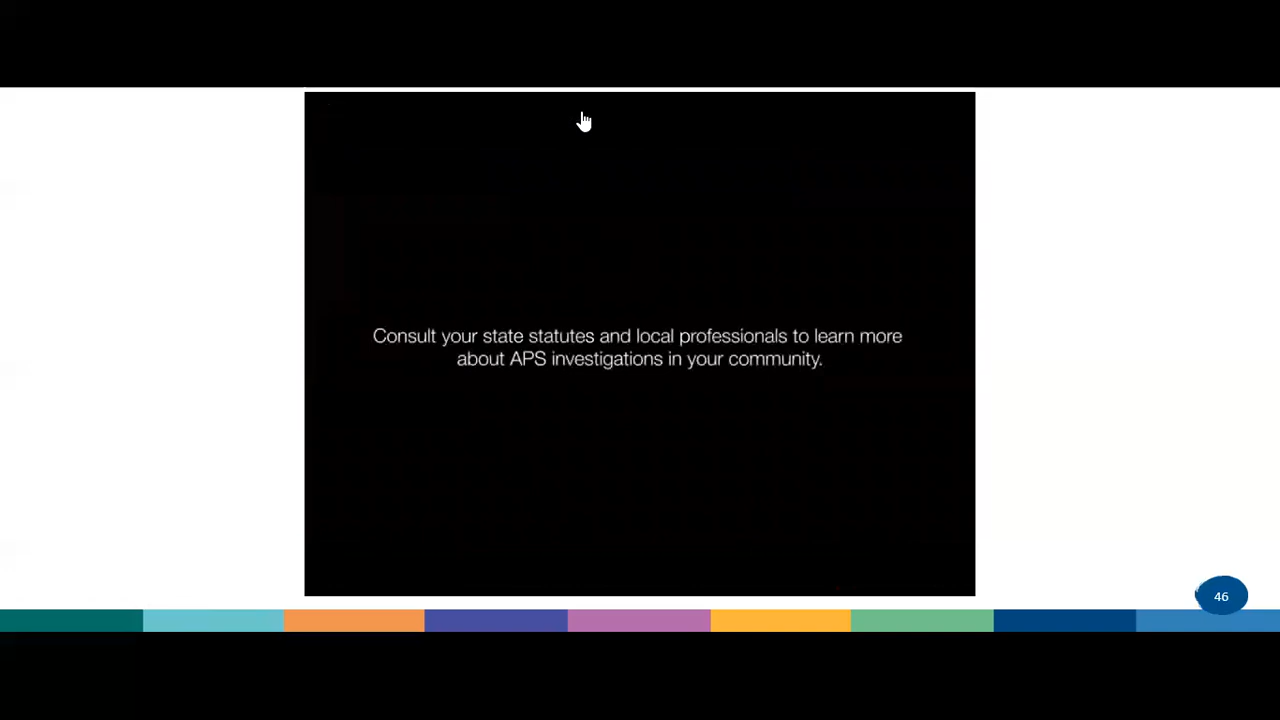 Consult your state statutes and local professionals to learn more
about APS investigations in your community.
46